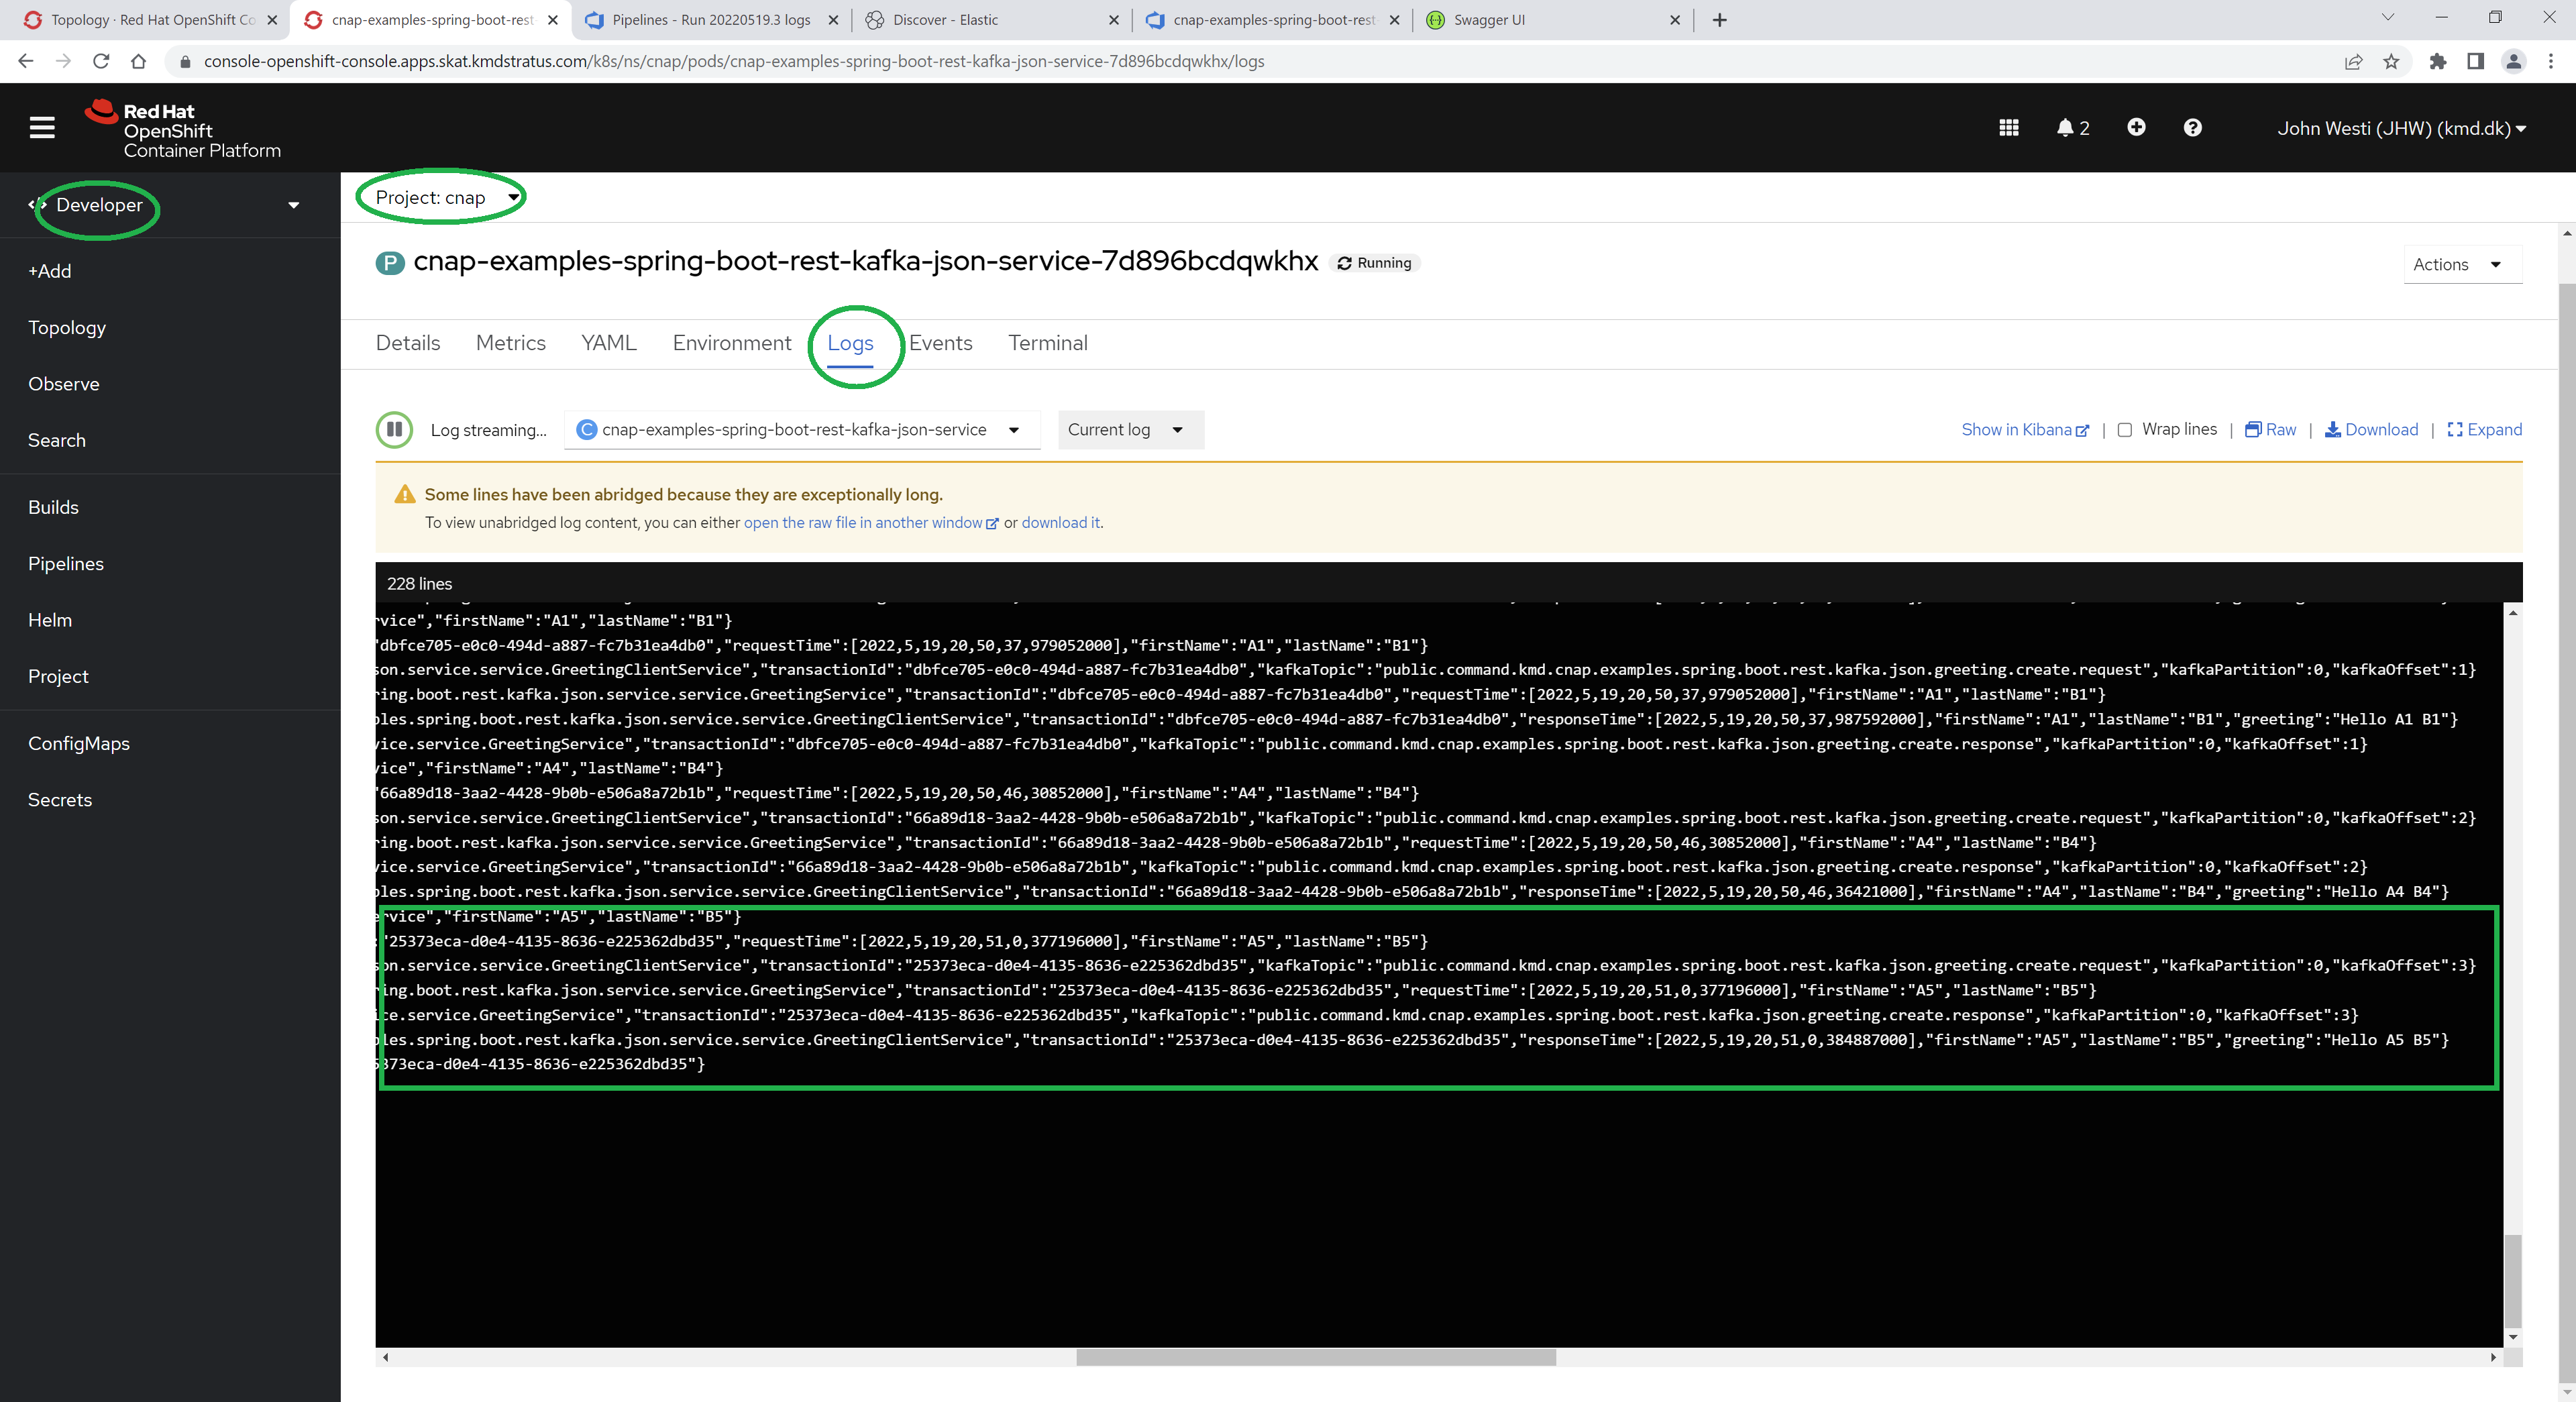 Topology · Red Hat OpenShift Co
cnap-examples-spring-boot-rest-
Pipelines - Run 20220519.3 logs
Discover - Elastic
cnap-examples-spring-boot-rest-
Swagger UI
console-openshift-console.apps.skat.kmdstratus.com/k8s/ns/cnap/pods/cnap-examples-spring-boot-rest-kafka-json-service-7d896bcdqwkhx/logs
Red Hat
OpenShift
Container Platform
2
John Westi (JHW) (kmd.dk)
Developer
+Add
Topology
Observe
Search
Builds
Pipelines
Helm
Project
ConfigMaps
Secrets
Project: cnap
P cnap-examples-spring-boot-rest-kafka-json-service-7d896bcdqwkhx Running
Actions
Details Metrics YAML Environment Logs Events Terminal
Log streaming... C cnap-examples-spring-boot-rest-kafka-json-service Current log Show in Kibana | Wrap lines | Raw | Download | Expand
Some lines have been abridged because they are exceptionally long.
To view unabridged log content, you can either open the raw file in another window or download it.
228 lines
rvice","firstName":"A1","lastName":"B1"}
"dbfce705-e0c0-494d-a887-fc7b31ea4db0","requestTime":[2022,5,19,20,50,37,979052000],"firstName":"A1","lastName":"B1"}
son.service.service.GreetingClientService","transactionId":"dbfce705-e0c0-494d-a887-fc7b31ea4db0","kafkaTopic":"public.command.kmd.cnap.examples.spring.boot.rest.kafka.json.greeting.create.request","kafkaPartition":0,"kafkaOffset":1}
ring.boot.rest.kafka.json.service.service.GreetingService","transactionId":"dbfce705-e0c0-494d-a887-fc7b31ea4db0","requestTime":[2022,5,19,20,50,37,979052000],"firstName":"A1","lastName":"B1"}
les.spring.boot.rest.kafka.json.service.service.GreetingClientService","transactionId":"dbfce705-e0c0-494d-a887-fc7b31ea4db0","responseTime":[2022,5,19,20,50,37,987592000],"firstName":"A1","lastName":"B1","greeting":"Hello A1 B1"}
vice.service.GreetingService","transactionId":"dbfce705-e0c0-494d-a887-fc7b31ea4db0","kafkaTopic":"public.command.kmd.cnap.examples.spring.boot.rest.kafka.json.greeting.create.response","kafkaPartition":0,"kafkaOffset":1}
vice","firstName":"A4","lastName":"B4"}
"66a89d18-3aa2-4428-9b0b-e506a8a72b1b","requestTime":[2022,5,19,20,50,46,30852000],"firstName":"A4","lastName":"B4"}
son.service.service.GreetingClientService","transactionId":"66a89d18-3aa2-4428-9b0b-e506a8a72b1b","kafkaTopic":"public.command.kmd.cnap.examples.spring.boot.rest.kafka.json.greeting.create.request","kafkaPartition":0,"kafkaOffset":2}
ring.boot.rest.kafka.json.service.service.GreetingService","transactionId":"66a89d18-3aa2-4428-9b0b-e506a8a72b1b","requestTime":[2022,5,19,20,50,46,30852000],"firstName":"A4","lastName":"B4"}
vice.service.GreetingService","transactionId":"66a89d18-3aa2-4428-9b0b-e506a8a72b1b","kafkaTopic":"public.command.kmd.cnap.examples.spring.boot.rest.kafka.json.greeting.create.response","kafkaPartition":0,"kafkaOffset":2}
les.spring.boot.rest.kafka.json.service.service.GreetingClientService","transactionId":"66a89d18-3aa2-4428-9b0b-e506a8a72b1b","responseTime":[2022,5,19,20,50,46,36421000],"firstName":"A4","lastName":"B4","greeting":"Hello A4 B4"}
ervice","firstName":"A5","lastName":"B5"}
:"25373eca-d0e4-4135-8636-e225362dbd35","requestTime":[2022,5,19,20,51,0,377196000],"firstName":"A5","lastName":"B5"}
son.service.service.GreetingClientService","transactionId":"25373eca-d0e4-4135-8636-e225362dbd35","kafkaTopic":"public.command.kmd.cnap.examples.spring.boot.rest.kafka.json.greeting.create.request","kafkaPartition":0,"kafkaOffset":3}
ing.boot.rest.kafka.json.service.service.GreetingService","transactionId":"25373eca-d0e4-4135-8636-e225362dbd35","requestTime":[2022,5,19,20,51,0,377196000],"firstName":"A5","lastName":"B5"}
ce.service.GreetingService","transactionId":"25373eca-d0e4-4135-8636-e225362dbd35","kafkaTopic":"public.command.kmd.cnap.examples.spring.boot.rest.kafka.json.greeting.create.response","kafkaPartition":0,"kafkaOffset":3}
les.spring.boot.rest.kafka.json.service.service.GreetingClientService","transactionId":"25373eca-d0e4-4135-8636-e225362dbd35","responseTime":[2022,5,19,20,51,0,384887000],"firstName":"A5","lastName":"B5","greeting":"Hello A5 B5"}
5373eca-d0e4-4135-8636-e225362dbd35"}